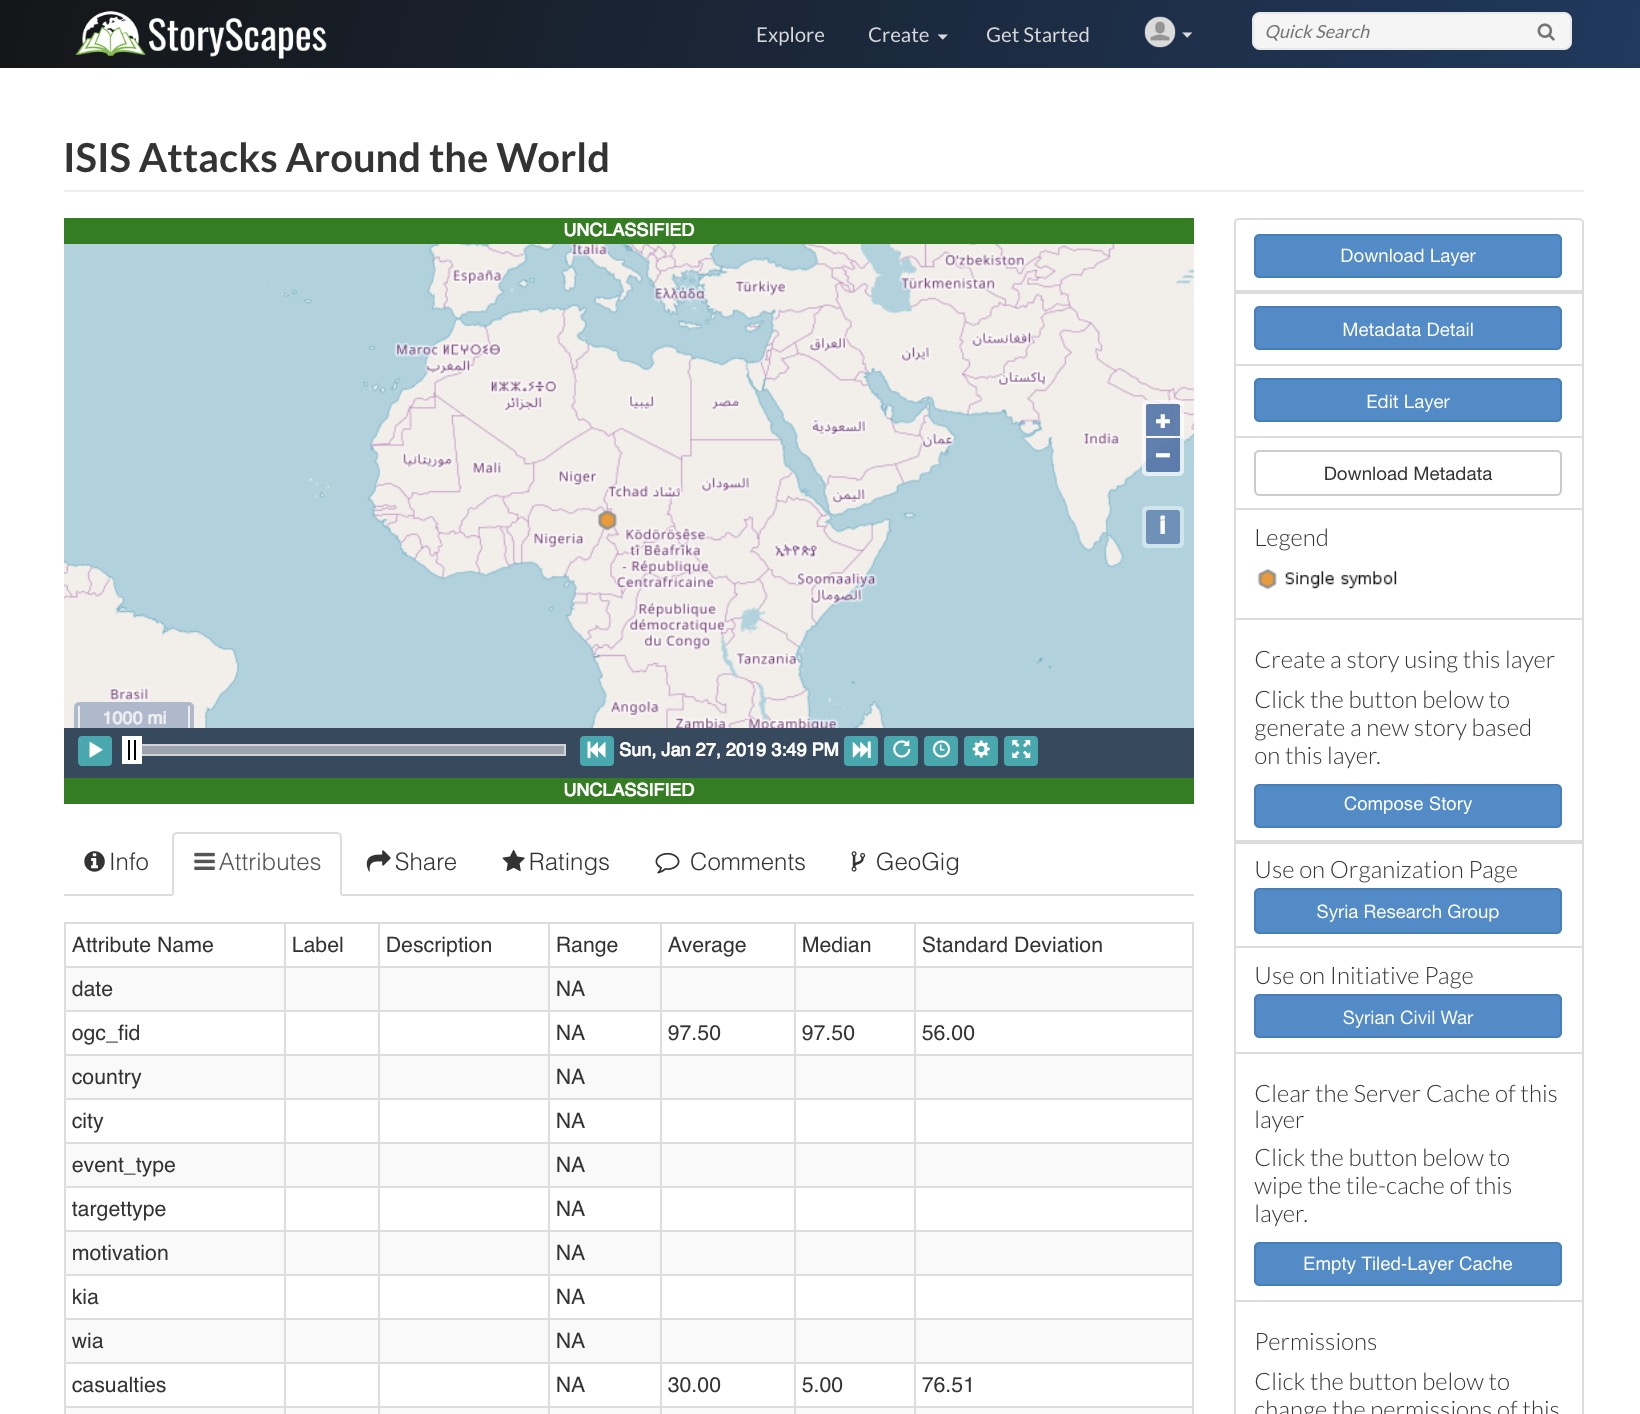 StoryScapes
Explore
Create
Get Started
Quick Search
ISIS Attacks Around the World
UNCLASSIFIED
Italia
O'zbekiston
España
Türkiye
Türkmenistan
Ελλάδα
افغانستان
العراق
ایران
Maroc ⵍⵎⵖⵔⵉⴱ
المغرب
پاکستان
الجزائر
ليبيا
مصر
السعودية
عمان
India
موريتانيا
Mali
Niger
Tchad تشاد
السودان
اليمن
Nigeria
Ködörösêse
tî Bêafrîka
- République
Centrafricaine
Soomaaliya
الصومال
République
démocratique
du Congo
Tanzania
Brasil
Angola
Zambia
Moçambique
1000 mi
Sun, Jan 27, 2019 3:49 PM
UNCLASSIFIED
Info
Attributes
Share
Ratings
Comments
GeoGig
Attribute Name Label Description Range Average Median Standard Deviation
date NA
ogc_fid NA 97.50 97.50 56.00
country NA
city NA
event_type NA
targettype NA
motivation NA
kia NA
wia NA
casualties NA 30.00 5.00 76.51
Download Layer
Metadata Detail
Edit Layer
Download Metadata
Legend
Single symbol
Create a story using this layer
Click the button below to
generate a new story based
on this layer.
Compose Story
Use on Organization Page
Syria Research Group
Use on Initiative Page
Syrian Civil War
Clear the Server Cache of this
layer
Click the button below to
wipe the tile-cache of this
layer.
Empty Tiled-Layer Cache
Permissions
Click the button below to
change the permissions of this